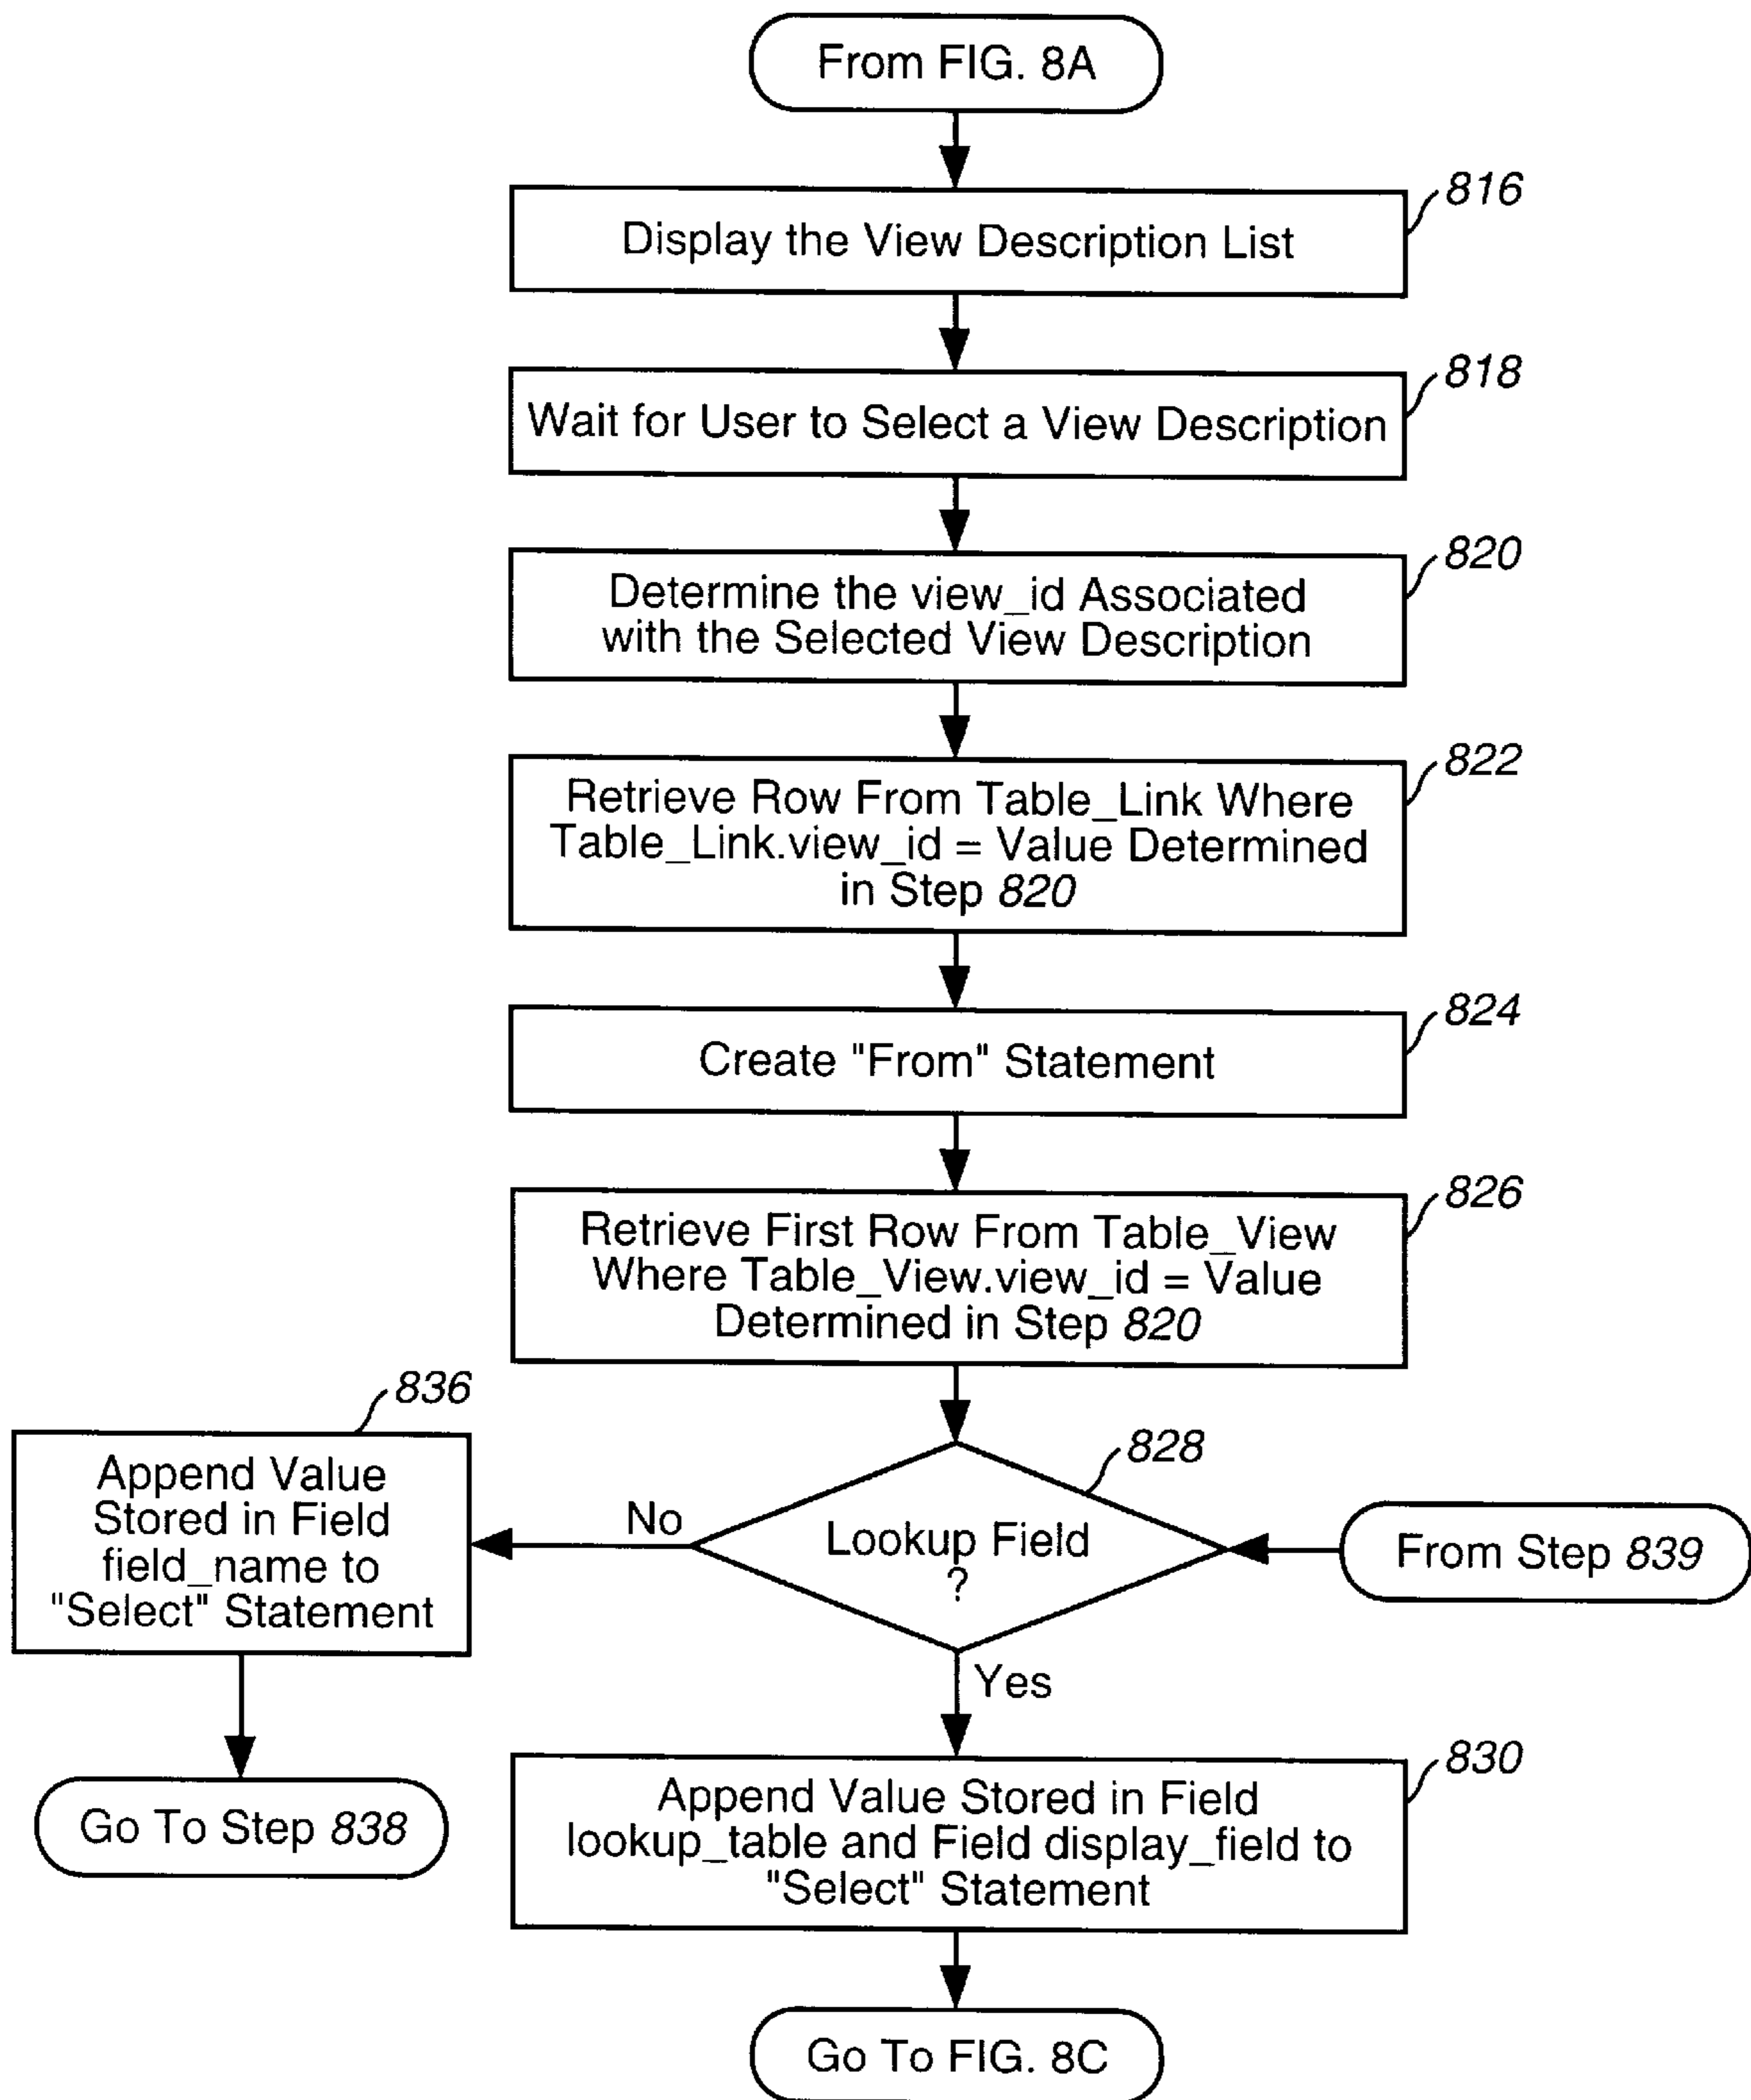 From FIG. 8A
816
Display the View Description List
818
Wait for User to Select a View Description
820
Determine the view_id Associated
with the Selected View Description
822
Retrieve Row From Table_Link Where
Table_Link.view_id = Value Determined
in Step 820
824
Create "From" Statement
826
Retrieve First Row From Table_View
Where Table_View.view_id = Value
Determined in Step 820
836
Append Value
Stored in Field
field_name to
"Select" Statement
No
828
Lookup Field
?
From Step 839
Yes
Go To Step 838
830
Append Value Stored in Field
lookup_table and Field display_field to
"Select" Statement
Go To FIG. 8C